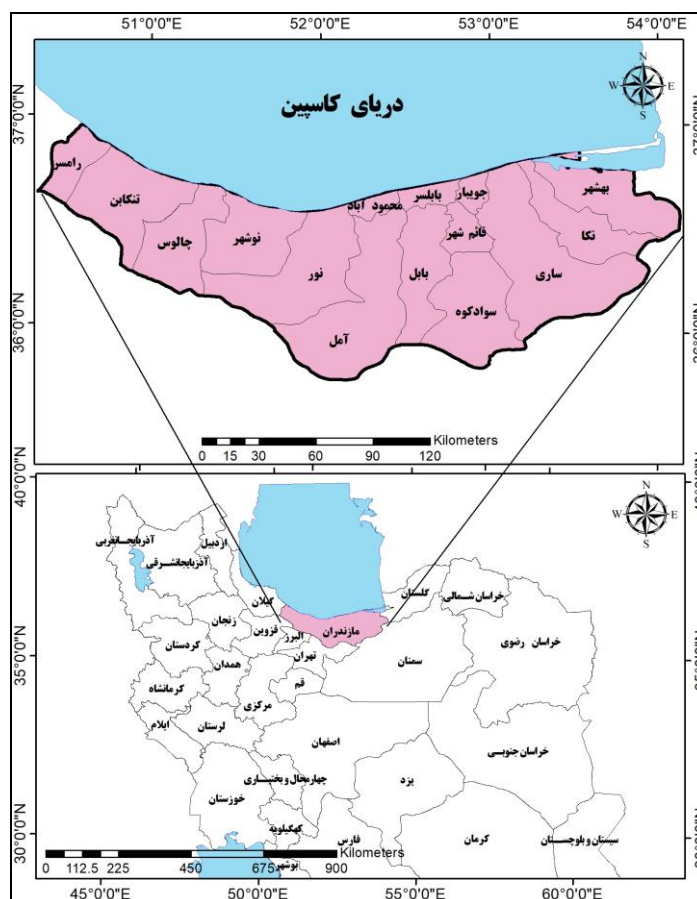 51°0'0"E 52°0'0"E 53°0'0"E 54°0'0"E
37°0'0"N
36°0'0"N
N
W E
S
دریای کاسپین
رامسر
تنکابن
چالوس
نوشهر
نور
محمود آباد
آمل
بابلسر
بابل
جویبار
قائم شهر
سوادکوه
ساری
نکا
بهشهر
Kilometers
0 15 30 60 90 120
40°0'0"N
35°0'0"N
30°0'0"N
N
W E
S
آذربایجانغربی
آذربایجانشرقی
اردبیل
گیلان
زنجان
قزوین
البرز
مازندران
گلستان
خراسان شمالی
خراسان رضوی
سمنان
تهران
قم
کردستان
همدان
کرمانشاه
مرکزی
ایلام
لرستان
اصفهان
خراسان جنوبی
یزد
چهارمحال و بختیاری
خوزستان
کهگیلویه
فارس
کرمان
سیستان و بلوچستان
بوشهر
Kilometers
0 112.5 225 450 675 900
45°0'0"E 50°0'0"E 55°0'0"E 60°0'0"E